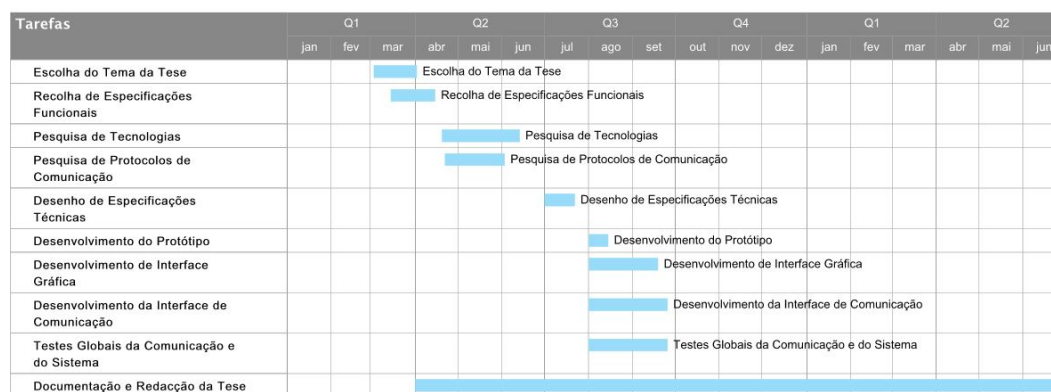 Tarefas
Q1 Q2 Q3 Q4 Q1 Q2
jan fev mar abr mai jun jul ago set out nov dez jan fev mar abr mai jun
Escolha do Tema da Tese Escolha do Tema da Tese
Recolha de Especificações Recolha de Especificações Funcionais
Funcionais
Pesquisa de Tecnologias Pesquisa de Tecnologias
Pesquisa de Protocolos de Pesquisa de Protocolos de Comunicação
Comunicação
Desenho de Especificações Desenho de Especificações Técnicas
Técnicas
Desenvolvimento do Protótipo Desenvolvimento do Protótipo
Desenvolvimento de Interface Desenvolvimento de Interface Gráfica
Gráfica
Desenvolvimento da Interface de Desenvolvimento da Interface de Comunicação
Comunicação
Testes Globais da Comunicação e Testes Globais da Comunicação e do Sistema
do Sistema
Documentação e Redacção da Tese